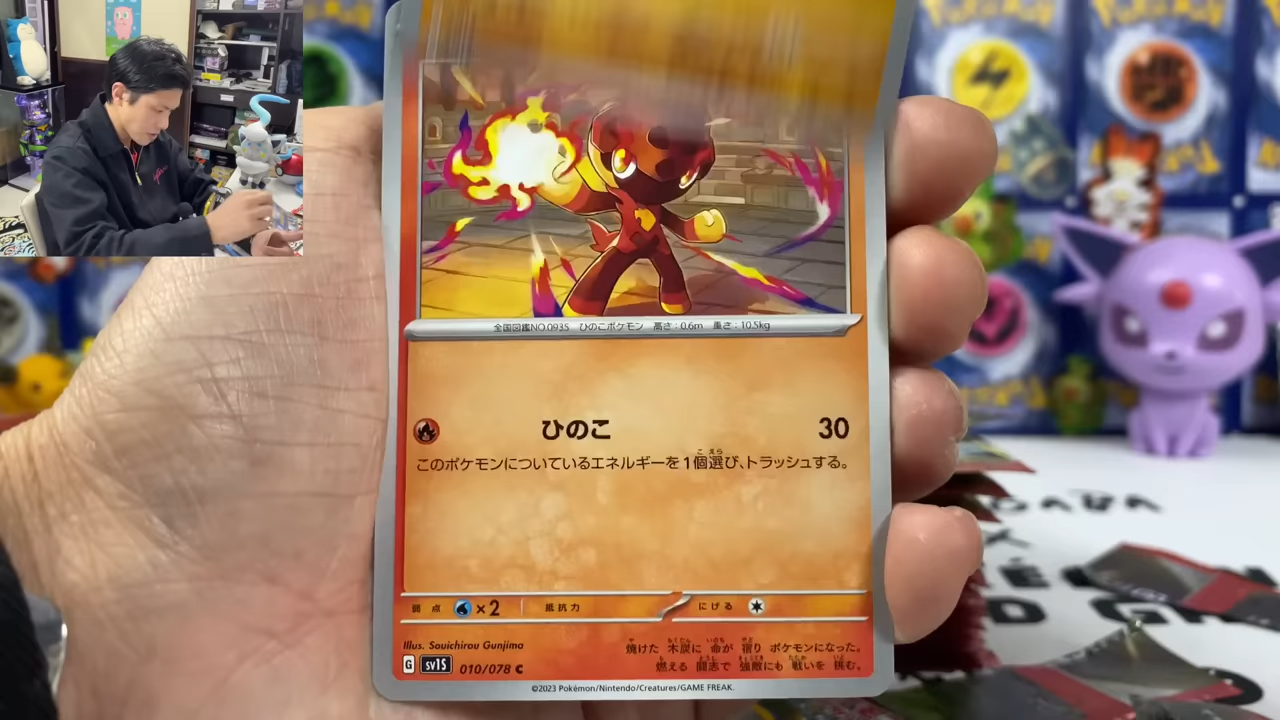 全国図鑑NO.0935 ひのこポケモン 高さ:0.6m 重さ:10.5kg
ひのこ 30
このポケモンについているエネルギーを1個選び、トラッシュする。
弱点 ×2 抵抗力 にげる
Illus. Souichirou Gunjima
焼けた 木炭に 命が 宿り ポケモンになった。
燃える 闘志で 強敵にも 戦いを 挑む。
G sv1S 010/078 C
©2023 Pokémon/Nintendo/Creatures/GAME FREAK.